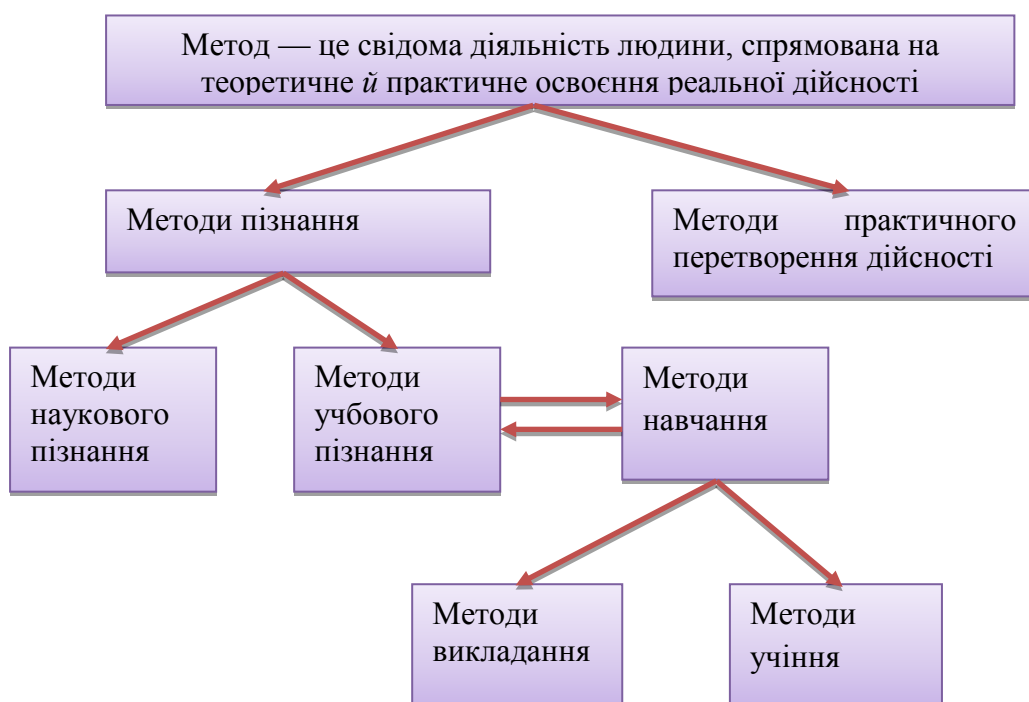 Метод — це свідома діяльність людини, спрямована на
теоретичне й практичне освоєння реальної дійсності
Методи пізнання
Методи практичного
перетворення дійсності
Методи
наукового
пізнання
Методи
учбового
пізнання
Методи
навчання
Методи
викладання
Методи
учіння